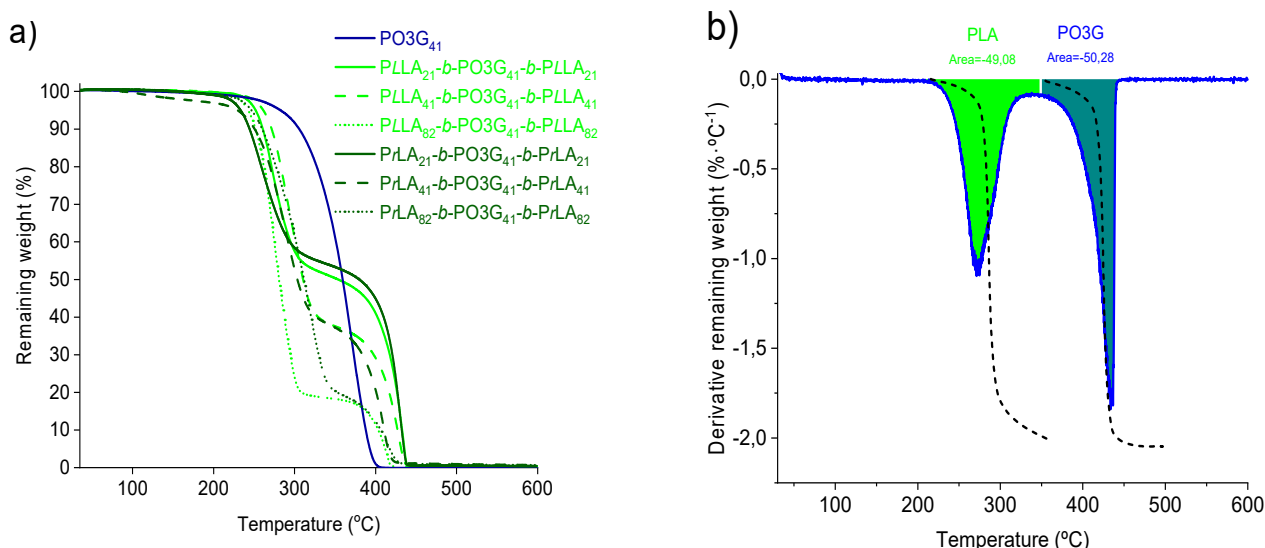 a)
PO3G41
PLLA21-b-PO3G41-b-PLLA21
PLLA41-b-PO3G41-b-PLLA41
PLLA82-b-PO3G41-b-PLLA82
PrLA21-b-PO3G41-b-PrLA21
PrLA41-b-PO3G41-b-PrLA41
PrLA82-b-PO3G41-b-PrLA82
Remaining weight (%)
100
90
80
70
60
50
40
30
20
10
0
100 200 300 400 500 600
Temperature (ºC)
b)
PLA PO3G
Area=-49,08 Area=-50,28
Derivative remaining weight (%·ºC-1)
0,0
-0,5
-1,0
-1,5
-2,0
100 200 300 400 500 600
Temperature (ºC)